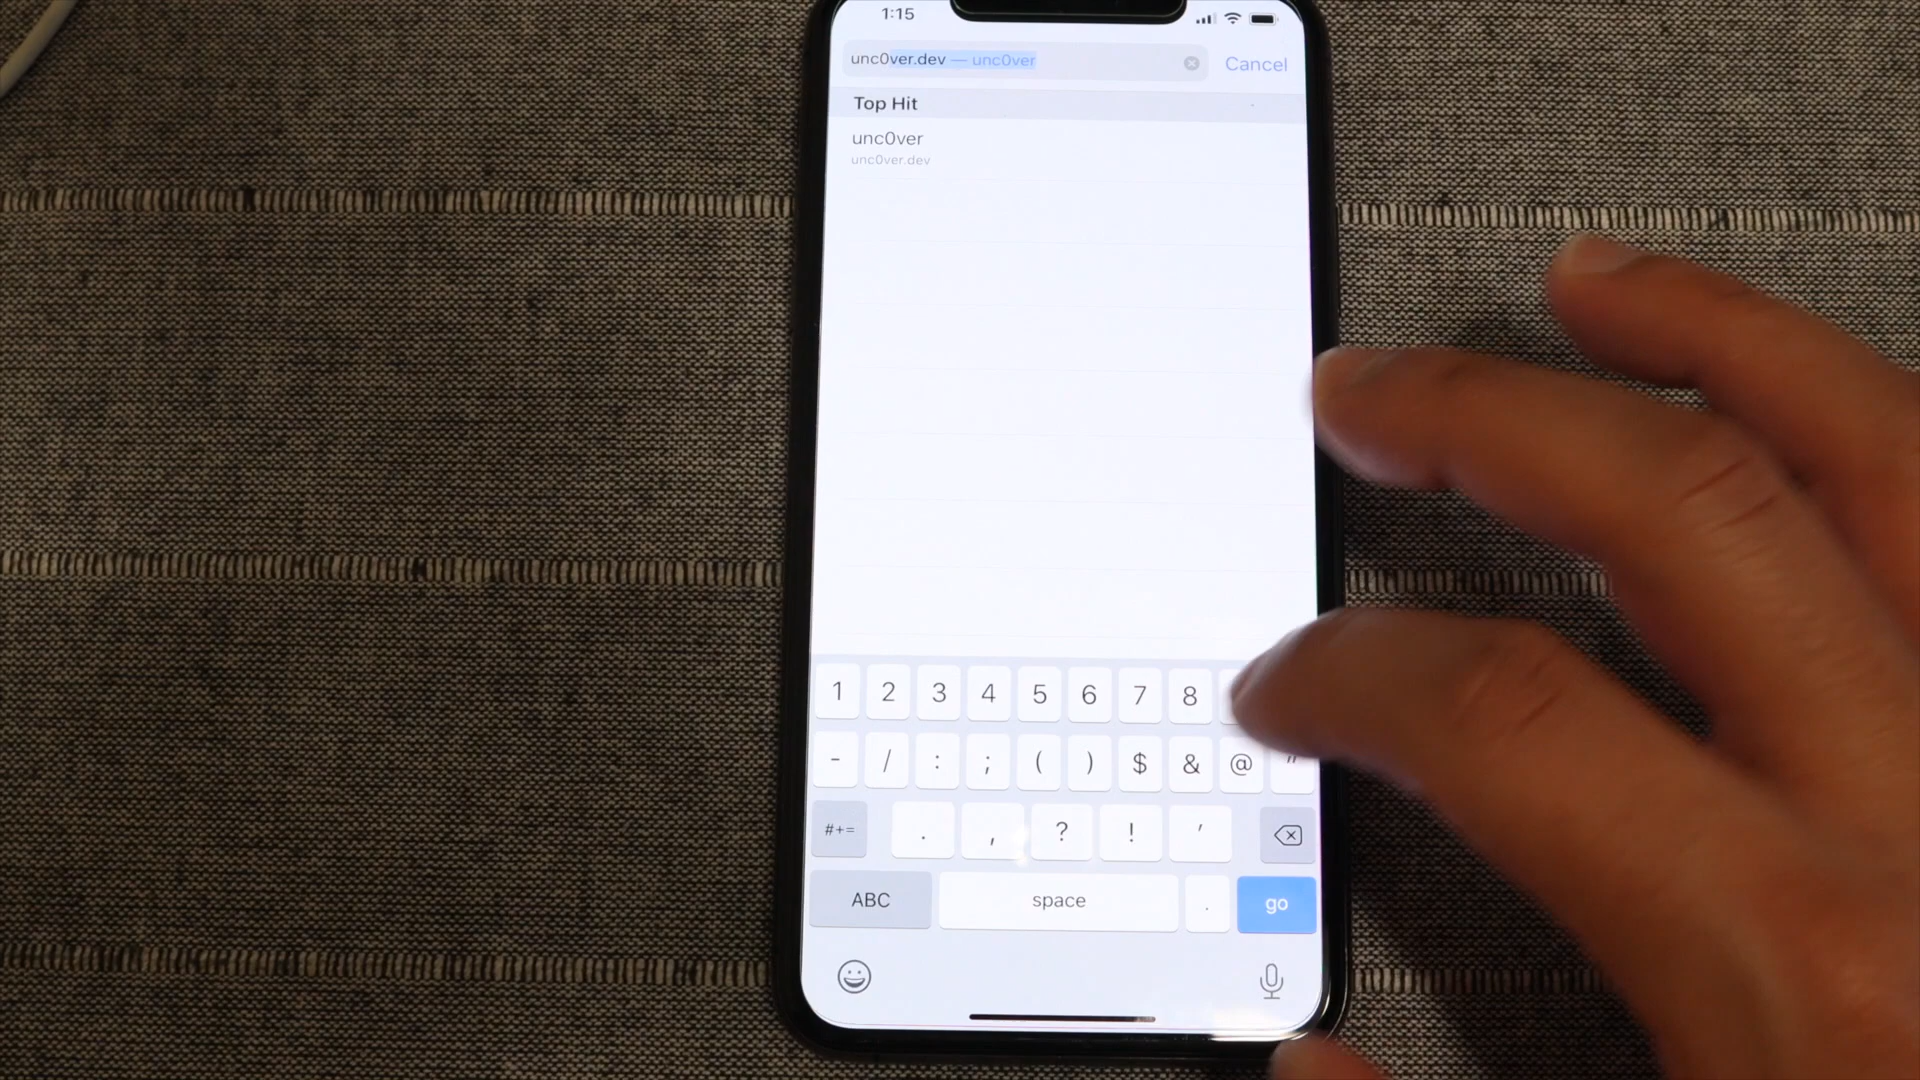 1:15
unc0ver.dev — unc0ver
Cancel
Top Hit
unc0ver
unc0ver.dev
1 2 3 4 5 6 7 8
- / : ; ( ) $ & @ "
#+= . , ? ! '
ABC space . go